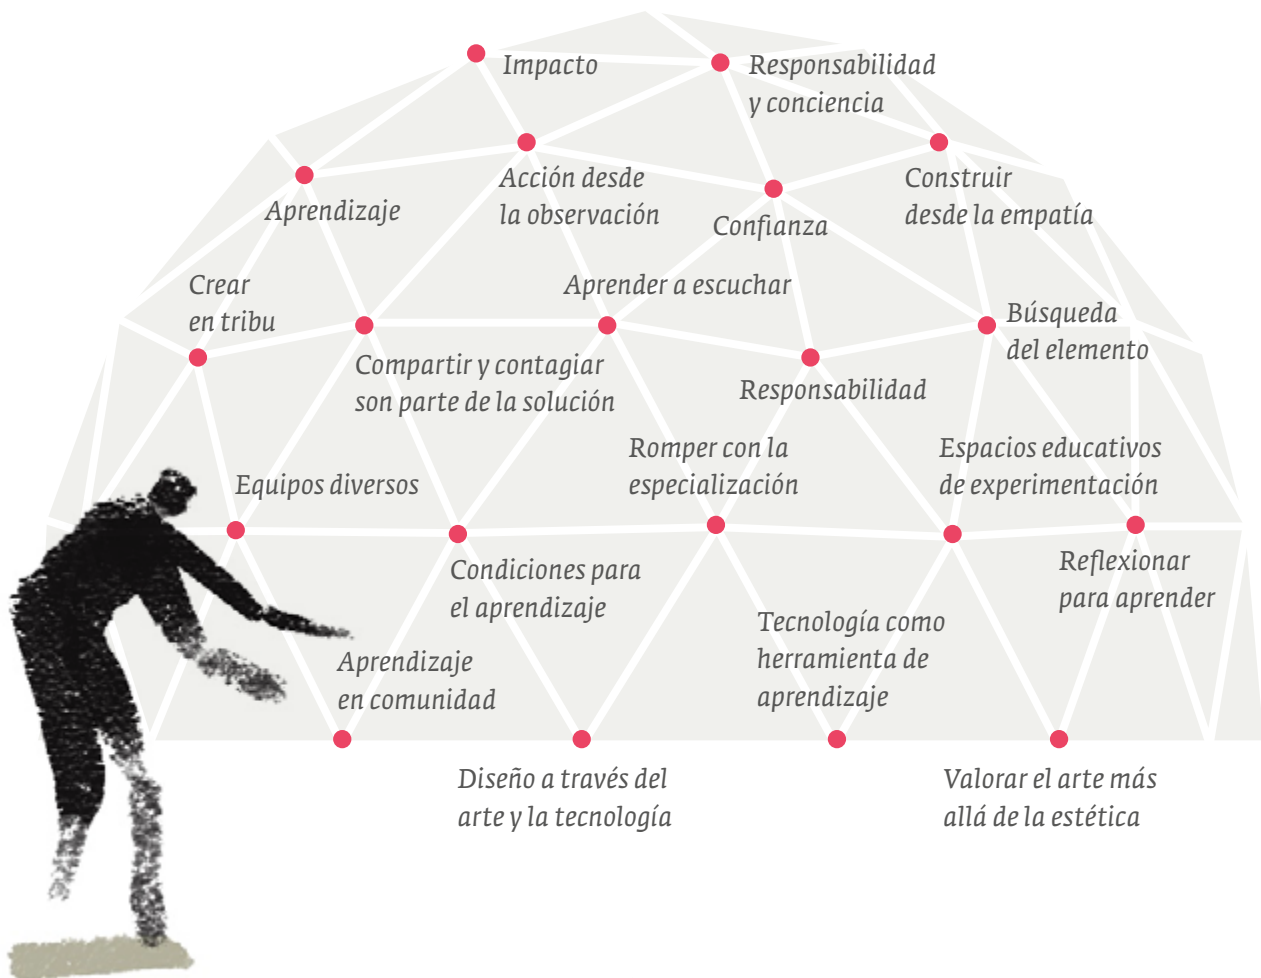 Impacto
Responsabilidad
y conciencia
Aprendizaje
Acción desde
la observación
Confianza
Construir
desde la empatía
Crear
en tribu
Aprender a escuchar
Búsqueda
del elemento
Compartir y contagiar
son parte de la solución
Responsabilidad
Equipos diversos
Romper con la
especialización
Espacios educativos
de experimentación
Condiciones para
el aprendizaje
Reflexionar
para aprender
Aprendizaje
en comunidad
Tecnología como
herramienta de
aprendizaje
Diseño a través del
arte y la tecnología
Valorar el arte más
allá de la estética